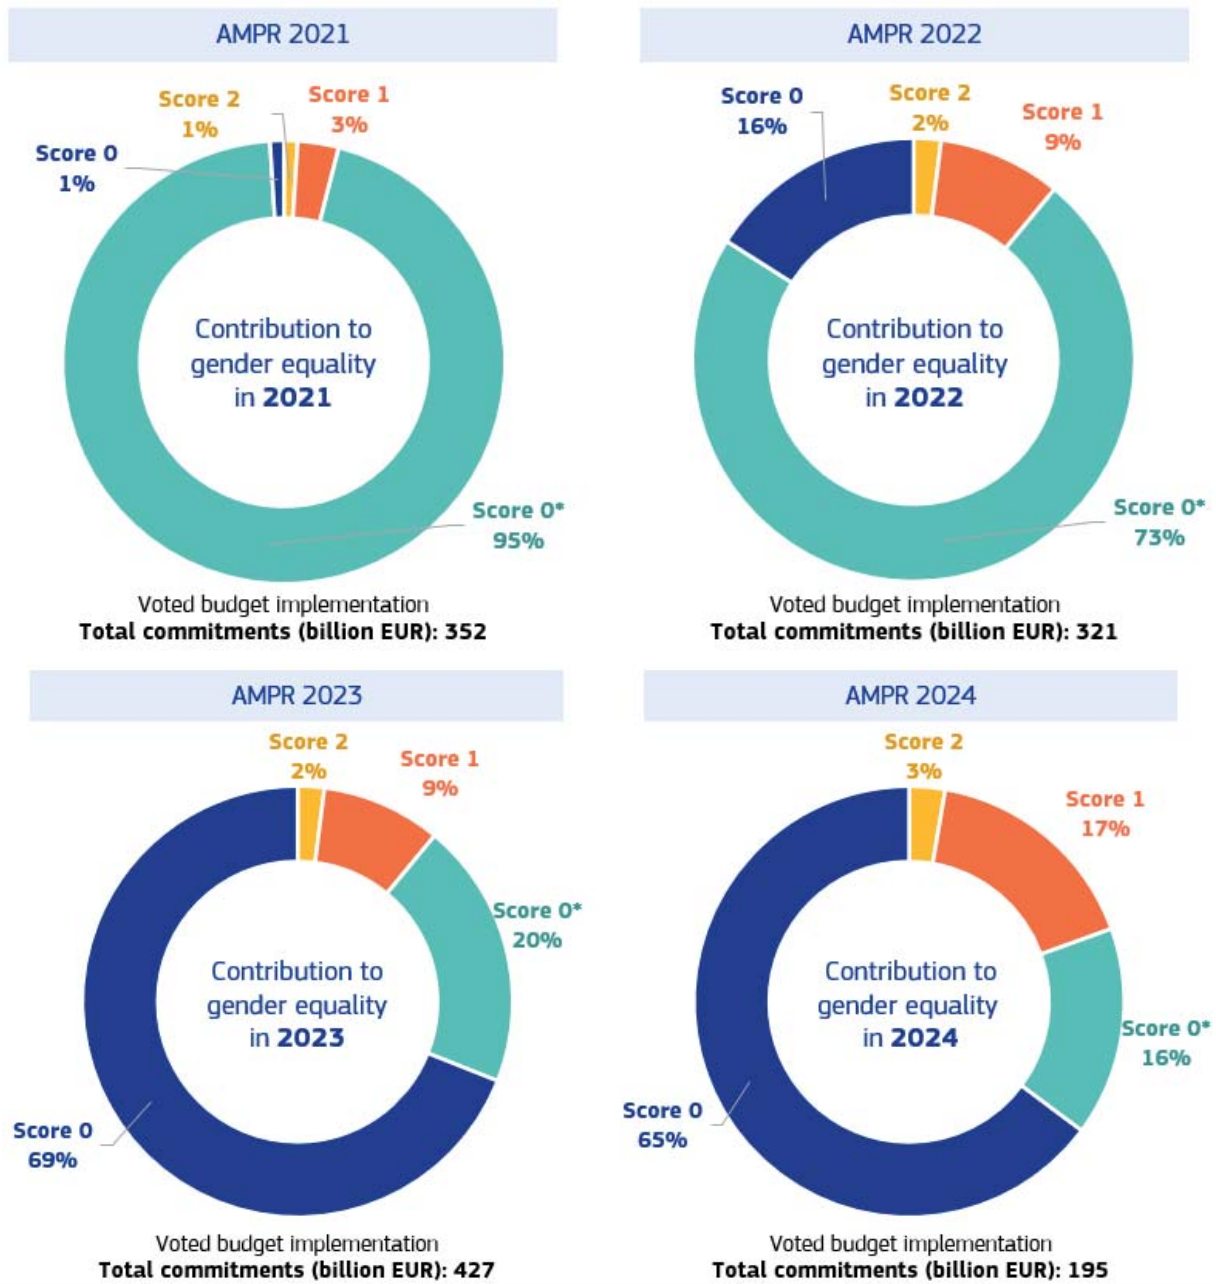 AMPR 2021
Score 2
1%
Score 1
3%
Score 0
1%
Contribution to
gender equality
in 2021
Score 0*
95%
Voted budget implementation
Total commitments (billion EUR): 352
AMPR 2022
Score 0
16%
Score 2
2%
Score 1
9%
Contribution to
gender equality
in 2022
Score 0*
73%
Voted budget implementation
Total commitments (billion EUR): 321
AMPR 2023
Score 2
2%
Score 1
9%
Score 0*
20%
Contribution to
gender equality
in 2023
Score 0
69%
Voted budget implementation
Total commitments (billion EUR): 427
AMPR 2024
Score 2
3%
Score 1
17%
Contribution to
gender equality
in 2024
Score 0*
16%
Score 0
65%
Voted budget implementation
Total commitments (billion EUR): 195